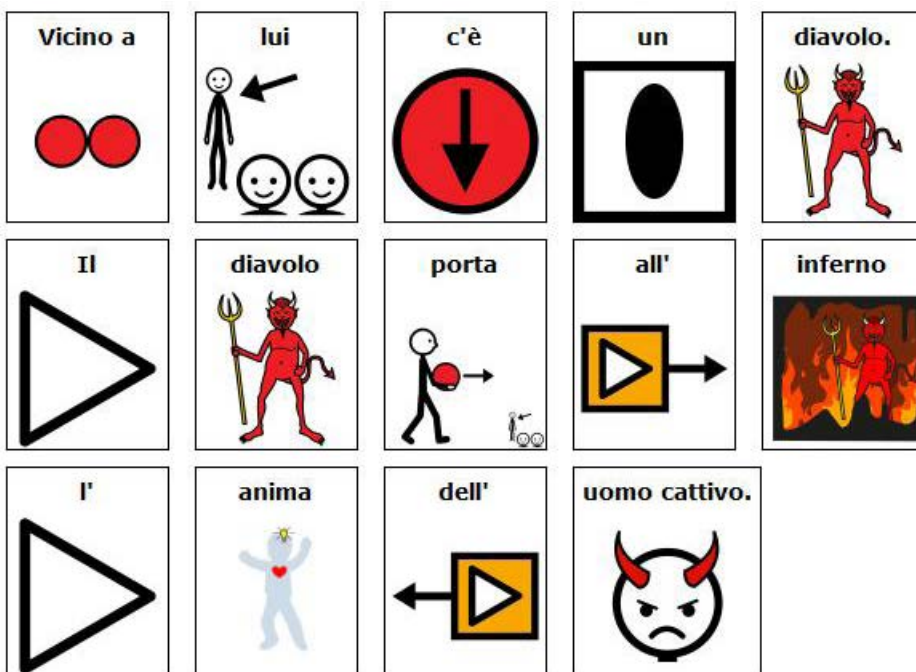 Vicino a lui c'è un diavolo.
Il diavolo porta all' inferno
l' anima dell' uomo cattivo.